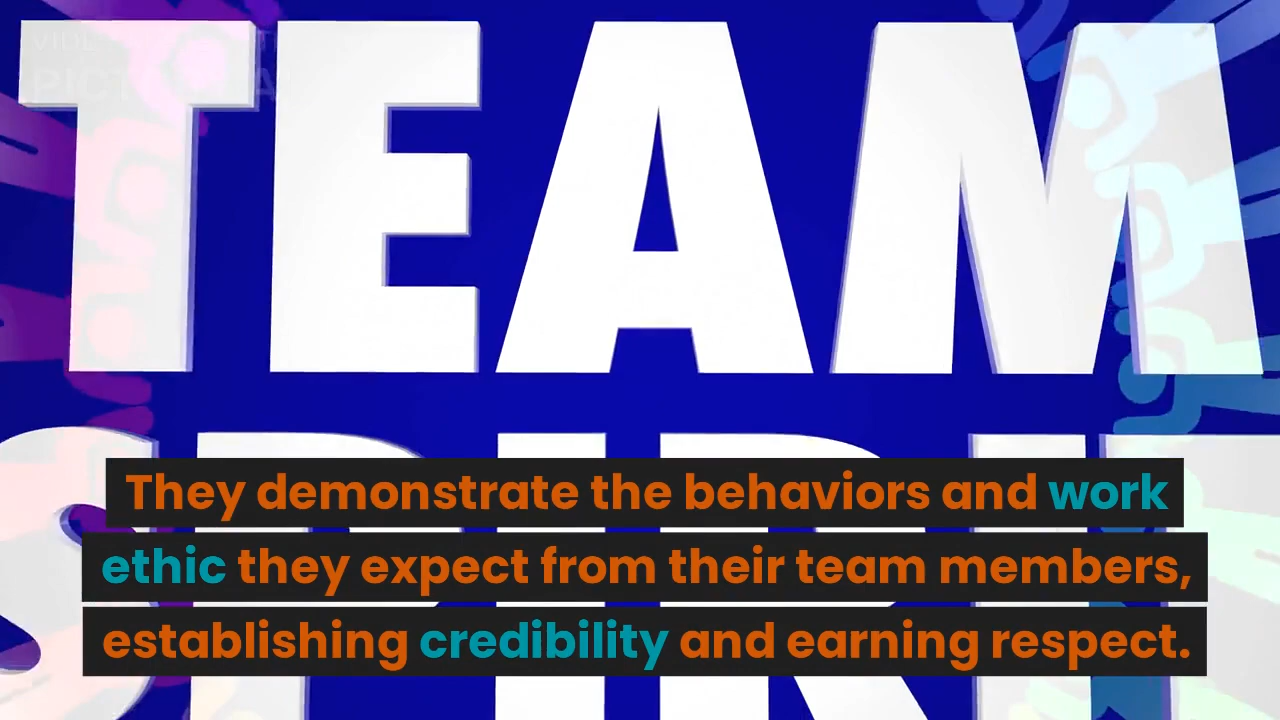 TEAM
SPIRIT
They demonstrate the behaviors and work
ethic they expect from their team members,
establishing credibility and earning respect.